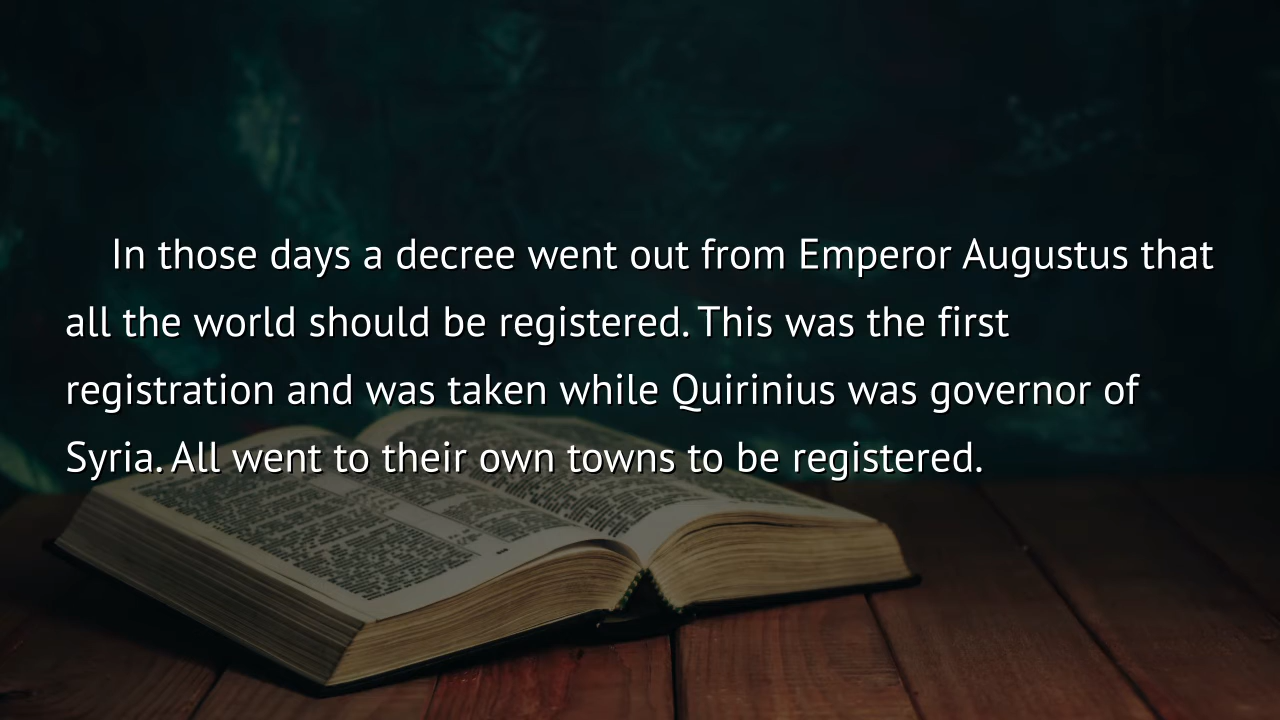 In those days a decree went out from Emperor Augustus that
all the world should be registered. This was the first
registration and was taken while Quirinius was governor of
Syria. All went to their own towns to be registered.